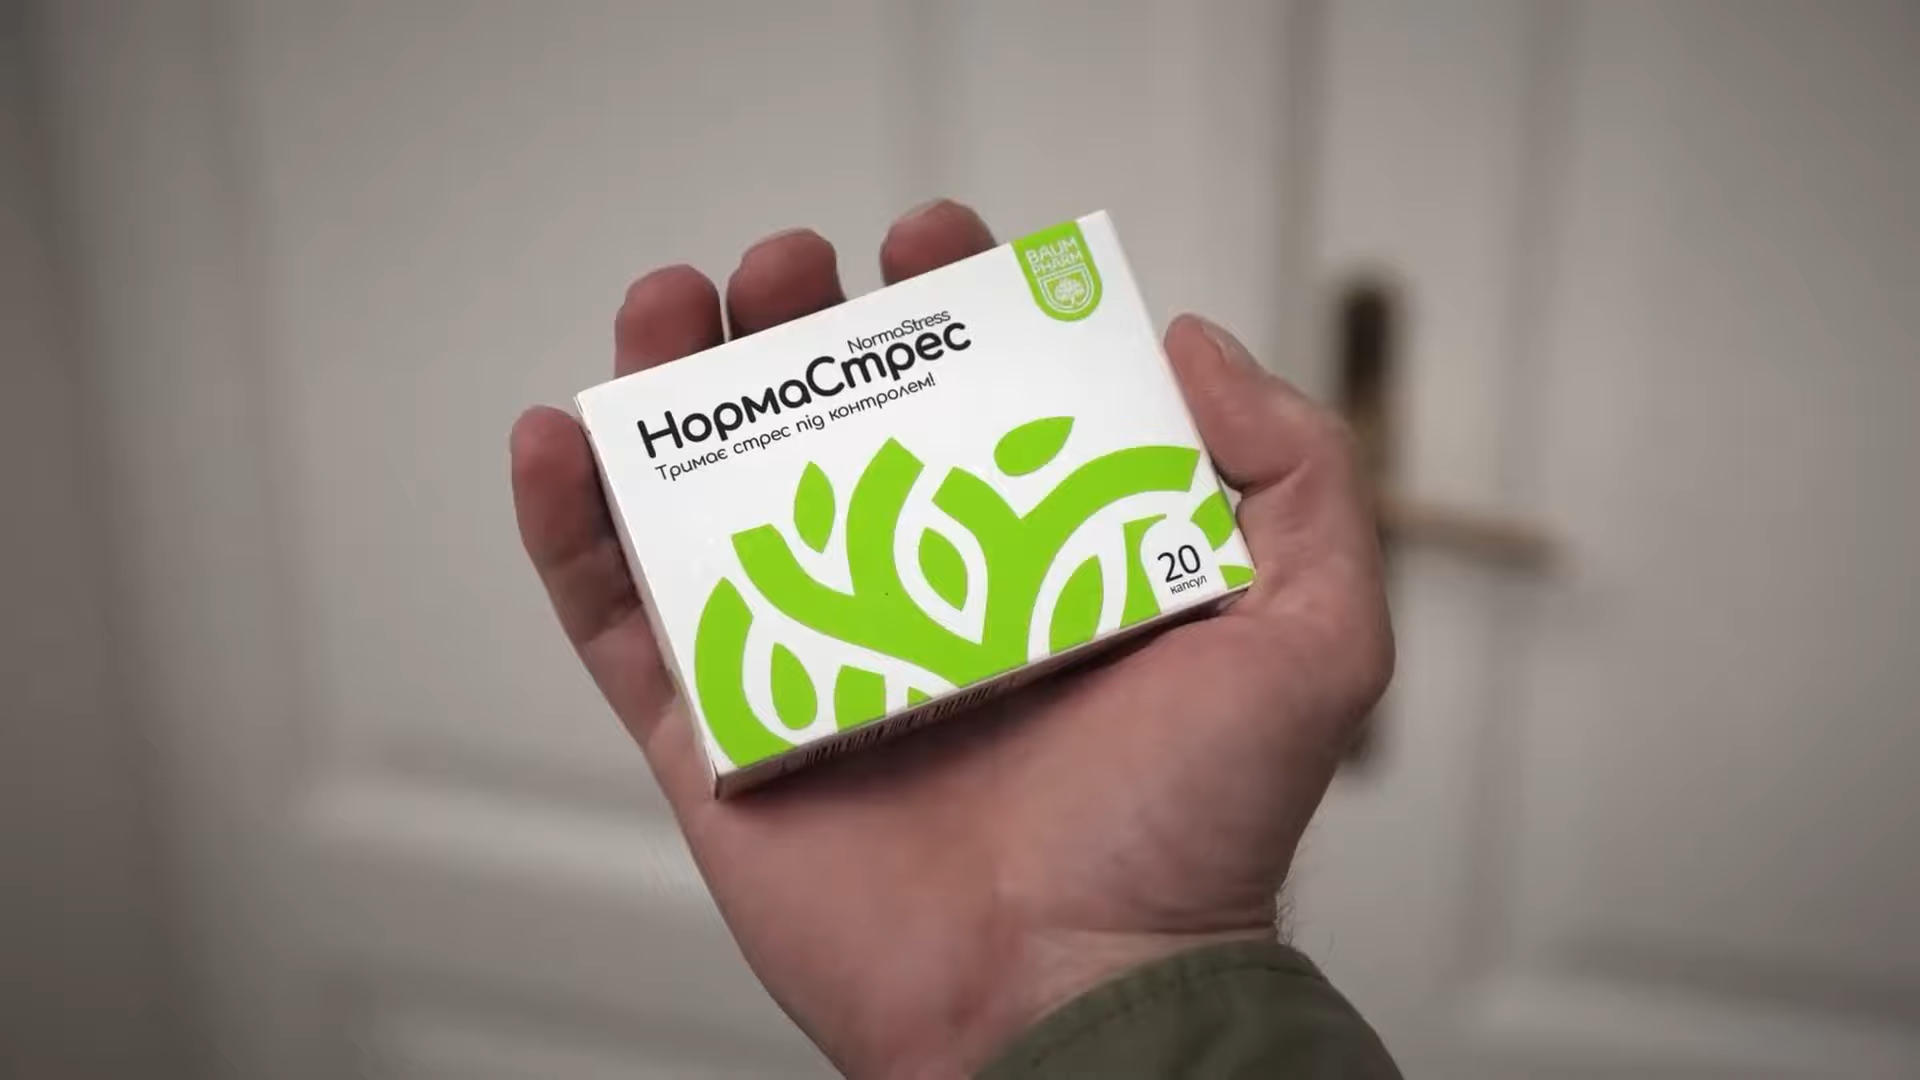 BAUM
PHARM
NormaStress
НормаСтрес
Тримає стрес під контролем!
20
капсул